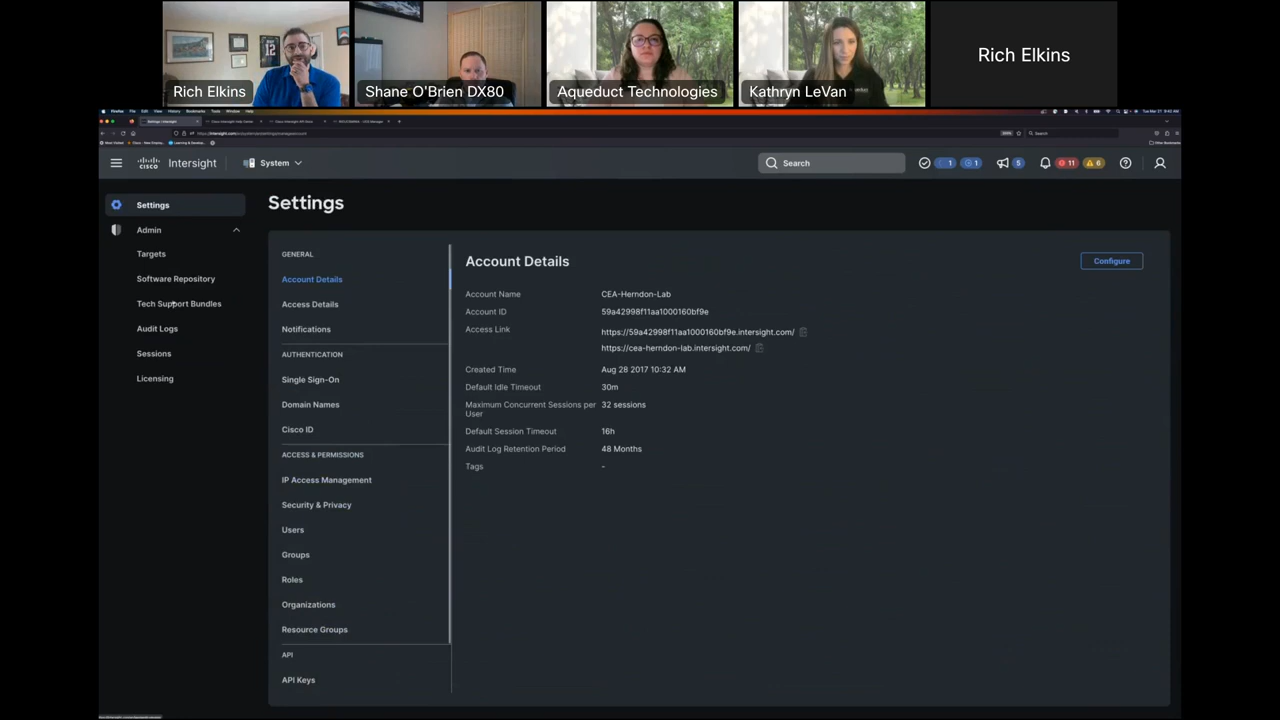 Rich Elkins
Shane O'Brien DX80
Aqueduct Technologies
Kathryn LeVan
Rich Elkins
12
CISCO Intersight
System
Search
1
1
5
11
6
Settings
Admin
Targets
Software Repository
Tech Support Bundles
Audit Logs
Sessions
Licensing
Settings
GENERAL
Account Details
Access Details
Notifications
AUTHENTICATION
Single Sign-On
Domain Names
Cisco ID
ACCESS & PERMISSIONS
IP Access Management
Security & Privacy
Users
Groups
Roles
Organizations
Resource Groups
API
API Keys
Account Details
Configure
Account Name CEA-Herndon-Lab
Account ID 59a42998f11aa1000160bf9e
Access Link https://59a42998f11aa1000160bf9e.intersight.com/
https://cea-herndon-lab.intersight.com/
Created Time Aug 28 2017 10:32 AM
Default Idle Timeout 30m
Maximum Concurrent Sessions per User 32 sessions
Default Session Timeout 16h
Audit Log Retention Period 48 Months
Tags -